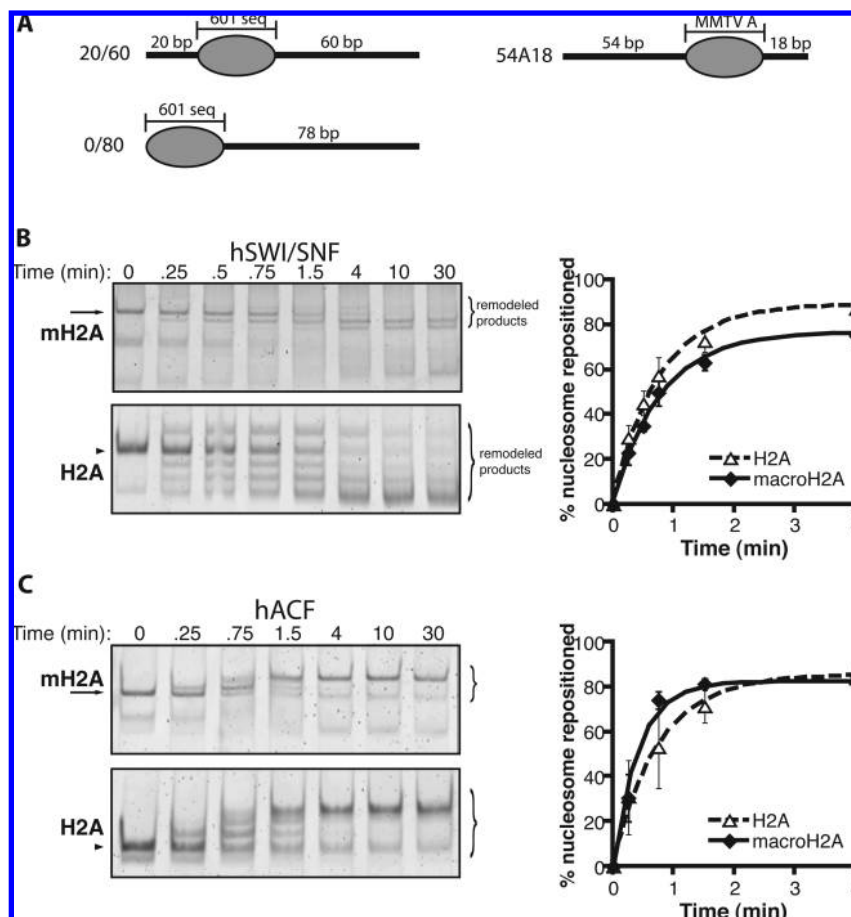 A
601 seq
20 bp
60 bp
20/60
MMTV A
54 bp
18 bp
54A18
601 seq
78 bp
0/80
B
hSWI/SNF
Time (min): 0 .25 .5 .75 1.5 4 10 30
mH2A
remodeled
products
H2A
remodeled
products
% nucleosome repositioned
100
80
60
40
20
0
H2A
macroH2A
0 1 2 3
Time (min)
C
hACF
Time (min): 0 .25 .75 1.5 4 10 30
mH2A
H2A
% nucleosome repositioned
100
80
60
40
20
0
H2A
macroH2A
0 1 2 3
Time (min)